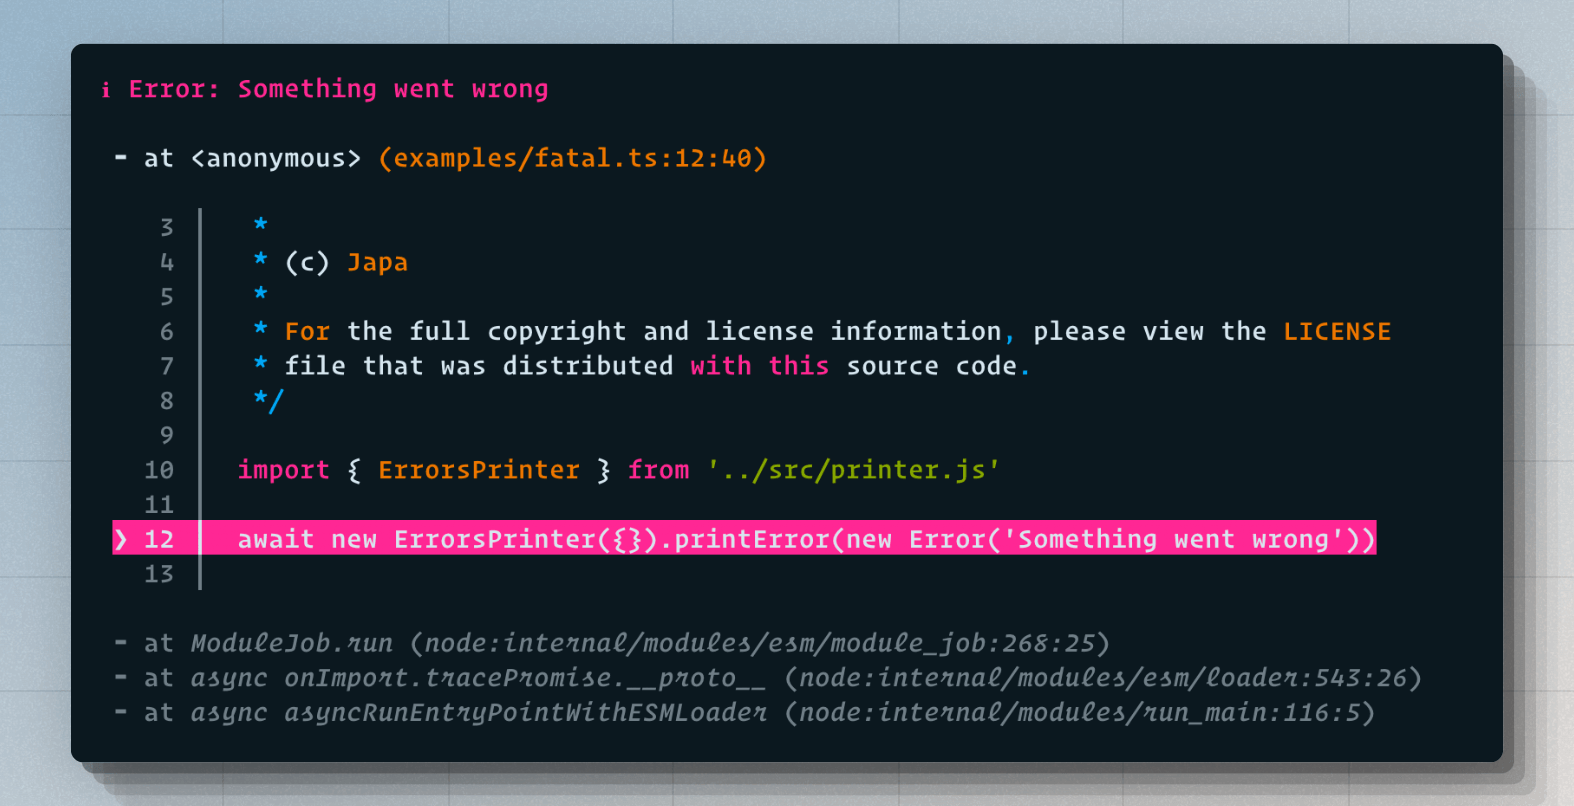 i Error: Something went wrong
- at <anonymous> (examples/fatal.ts:12:40)
3 *
4 * (c) Japa
5 *
6 * For the full copyright and license information, please view the LICENSE
7 * file that was distributed with this source code.
8 */
9
10 import { ErrorsPrinter } from '../src/printer.js'
11
❯ 12 await new ErrorsPrinter({}).printError(new Error('Something went wrong'))
13
- at ModuleJob.run (node:internal/modules/esm/module_job:268:25)
- at async onImport.tracePromise.__proto__ (node:internal/modules/esm/loader:543:26)
- at async asyncRunEntryPointWithESMLoader (node:internal/modules/run_main:116:5)